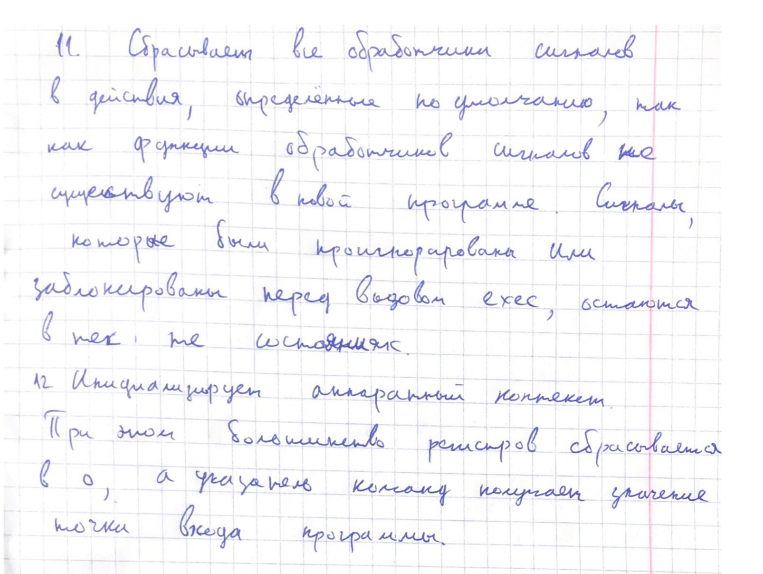 11. Сбрасывает все обработчики сигналов
в действия, определённые по умолчанию, так
как функции обработчиков сигналов не
существуют в новой программе. Сигналы,
которые были проигнорированы или
заблокированы перед вызовом exec, остаются
в тех же состояниях.
12 Инициализирует аппаратный контекст.
При этом большинство регистров сбрасывается
в 0, а указатель команд получает значение
точки входа программы.